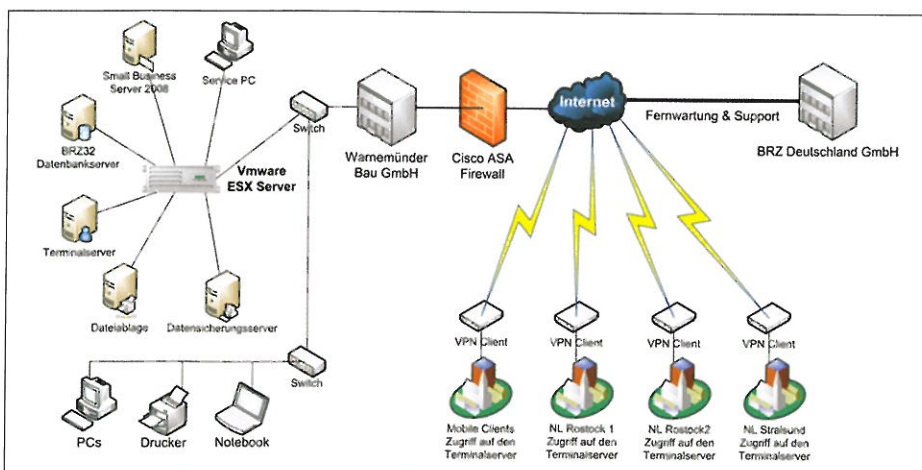 Small Business
Server 2008
Service PC
BRZ32
Datenbankserver
Vmware
ESX Server
Terminalserver
Dateiablage
Datensicherungsserver
Switch
Warnemünder
Bau GmbH
Cisco ASA
Firewall
Internet
Fernwartung & Support
BRZ Deutschland GmbH
Switch
PCs
Drucker
Notebook
VPN Client
VPN Client
VPN Client
VPN Client
Mobile Clients
Zugriff auf den
Terminalserver
NL Rostock 1
Zugriff auf den
Terminalserver
NL Rostock2
Zugriff auf den
Terminalserver
NL Stralsund
Zugriff auf den
Terminalserver